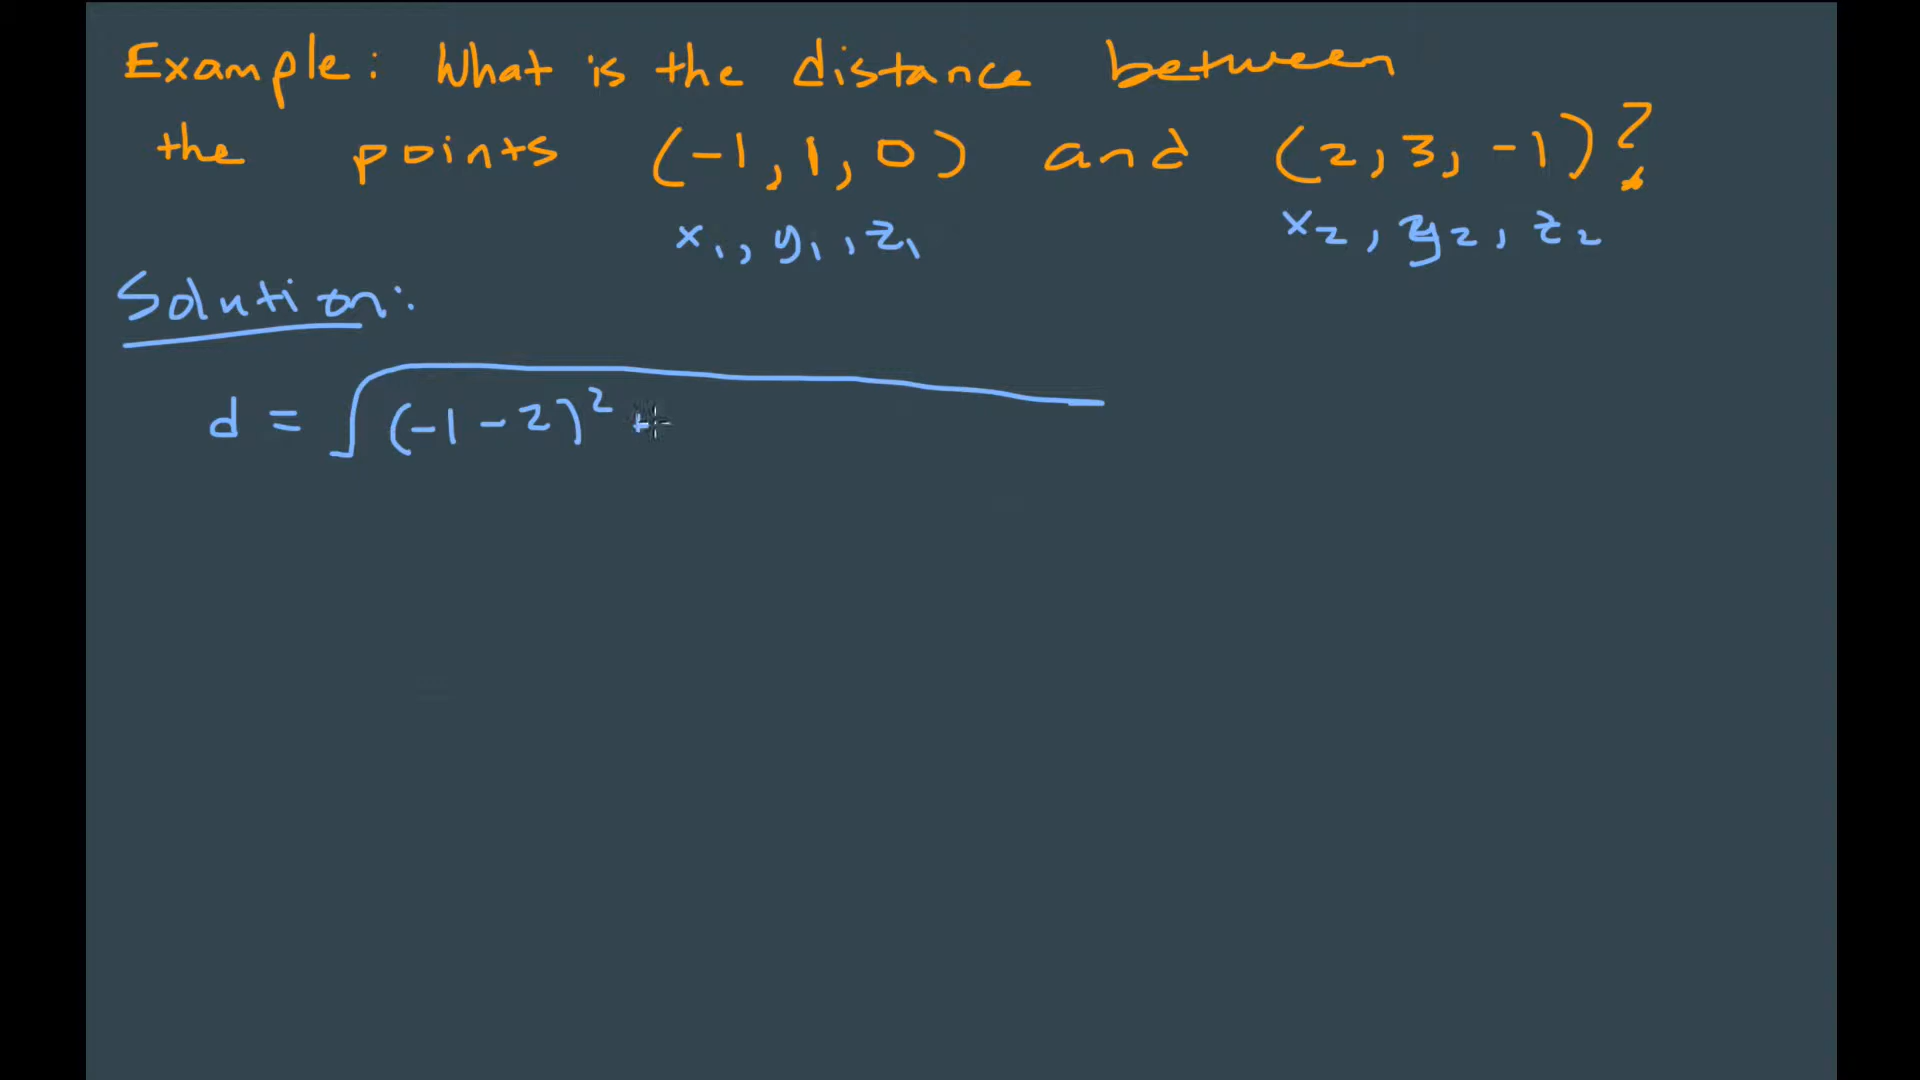 Example: What is the distance between
the points (-1, 1, 0) and (2, 3, -1)?
x₁, y₁, z₁ x₂, y₂, z₂
Solution:
d = √(-1-2)² +